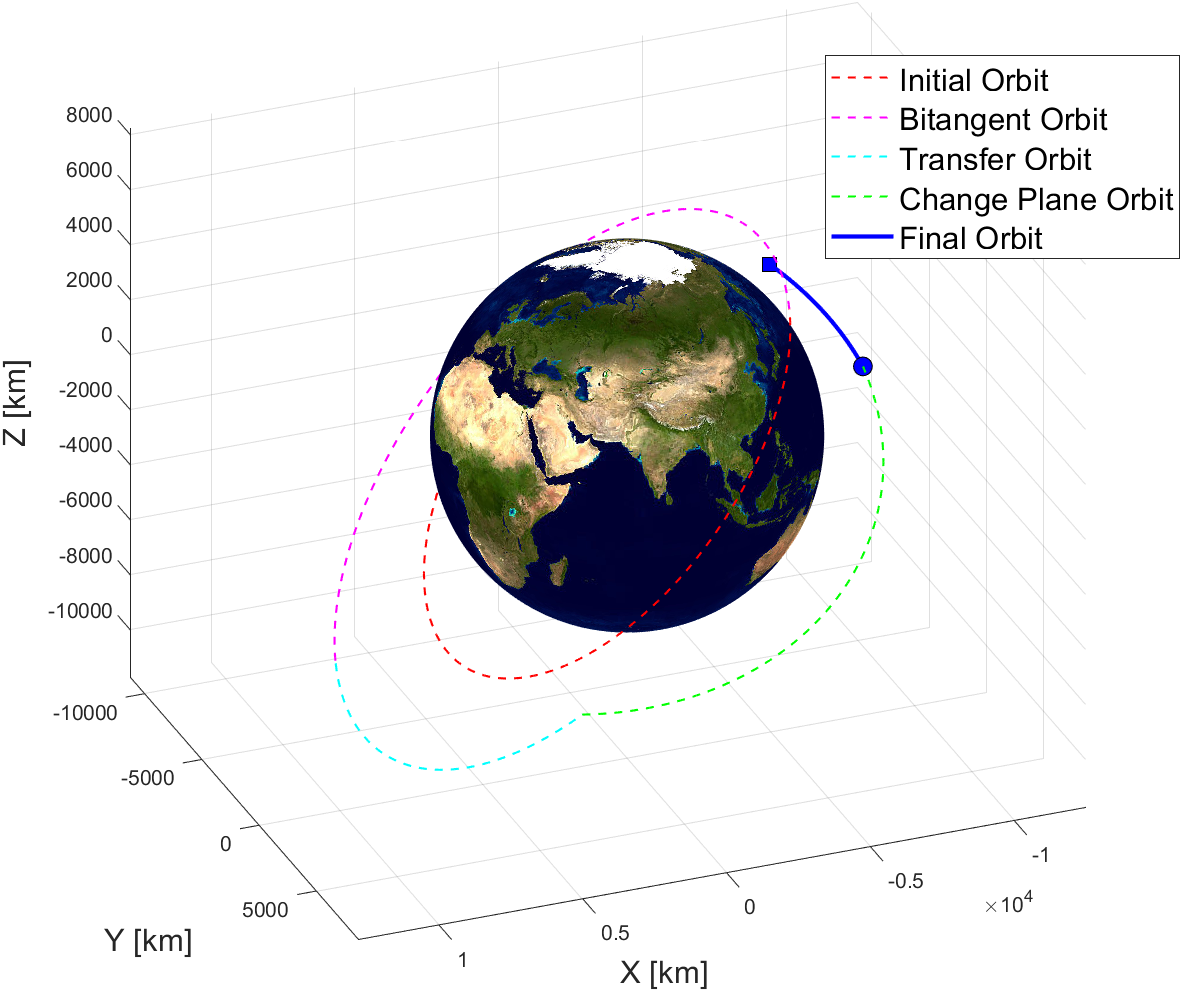 Initial Orbit
Bitangent Orbit
Transfer Orbit
Change Plane Orbit
Final Orbit
8000
6000
4000
2000
0
-2000
-4000
-6000
-8000
-10000
Z [km]
-10000
-5000
0
5000
Y [km]
1
0.5
0
-0.5
-1
×10⁴
X [km]